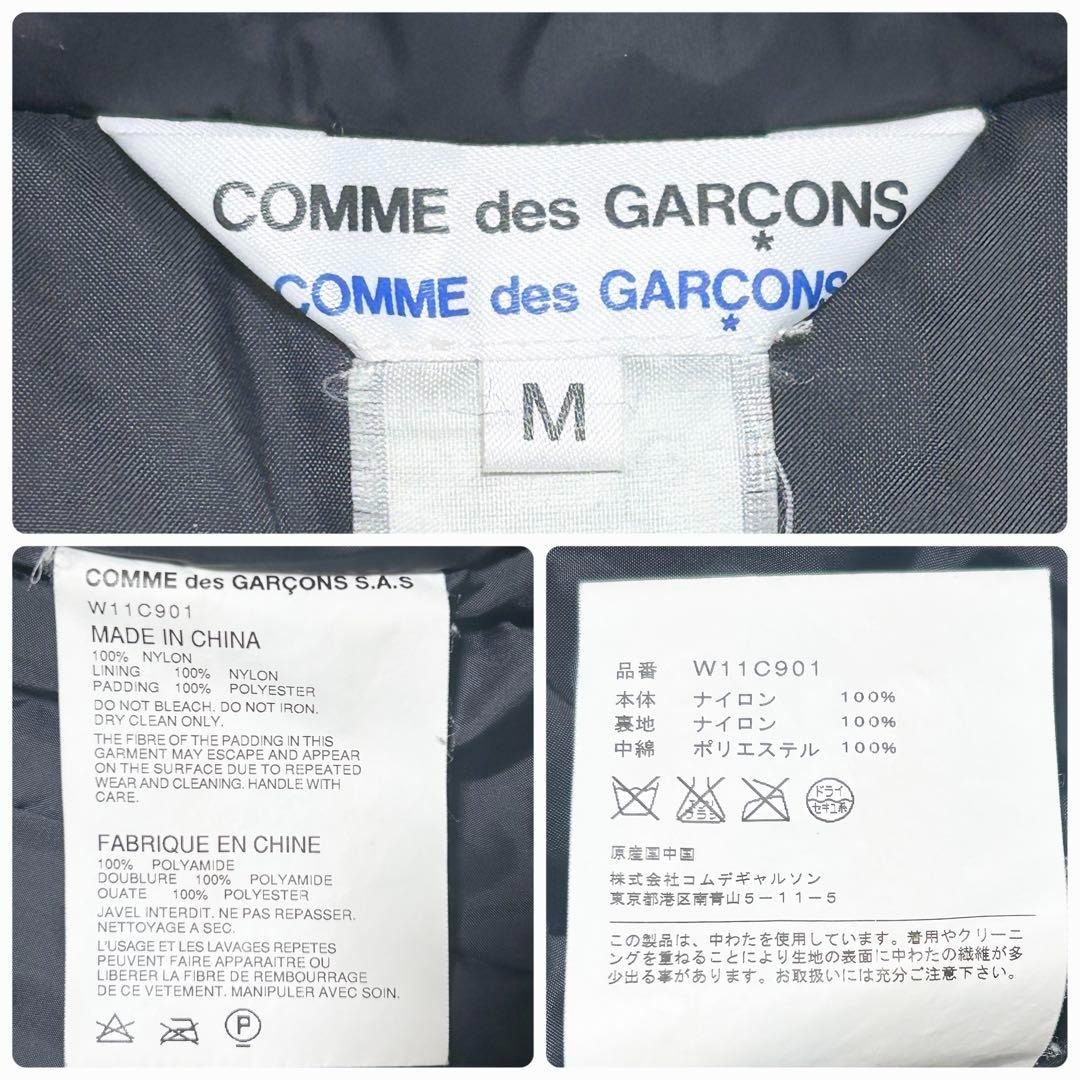 COMME des GARÇONS
*
COMME des GARÇONS
*
M
COMME des GARÇONS S.A.S
W11C901
MADE IN CHINA
100% NYLON
LINING 100% NYLON
PADDING 100% POLYESTER
DO NOT BLEACH. DO NOT IRON.
DRY CLEAN ONLY.
THE FIBRE OF THE PADDING IN THIS
GARMENT MAY ESCAPE AND APPEAR
ON THE SURFACE DUE TO REPEATED
WEAR AND CLEANING. HANDLE WITH
CARE.
FABRIQUE EN CHINE
100% POLYAMIDE
DOUBLURE 100% POLYAMIDE
OUATE 100% POLYESTER
JAVEL INTERDIT. NE PAS REPASSER.
NETTOYAGE A SEC.
L'USAGE ET LES LAVAGES REPETES
PEUVENT FAIRE APPARAITRE OU
LIBERER LA FIBRE DE REMBOURRAGE
DE CE VETEMENT. MANIPULER AVEC SOIN.
P
品番 W11C901
本体 ナイロン 100%
裏地 ナイロン 100%
中綿 ポリエステル 100%
エンソ サラシ
ドライ
セキユ系
原産国中国
株式会社コムデギャルソン
東京都港区南青山5-11-5
この製品は、中わたを使用しています。着用やクリーニ
ングを重ねることにより生地の表面に中わたの繊維が多
少出る事があります。お取扱いには充分ご注意下さい。